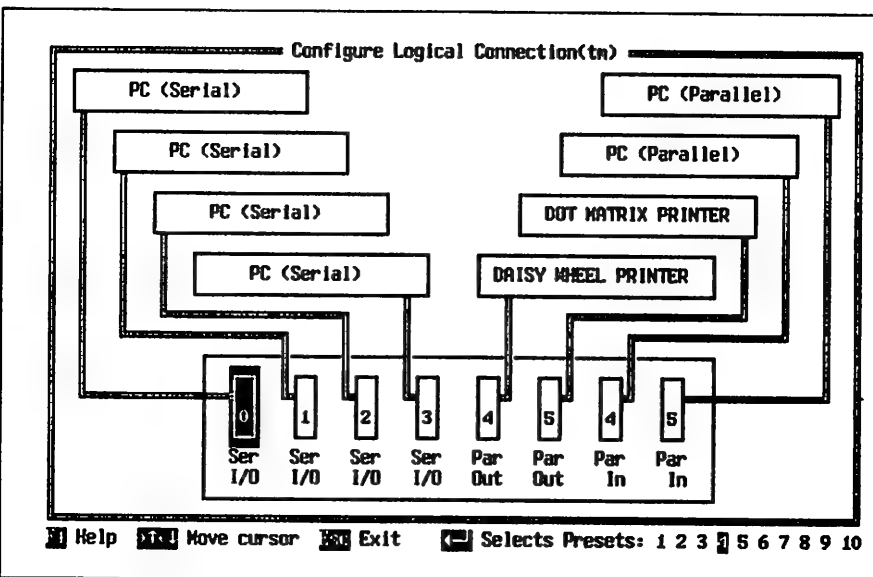 Configure Logical Connection(tm)
PC (Serial)
PC (Parallel)
PC (Serial)
PC (Parallel)
PC (Serial)
DOT MATRIX PRINTER
PC (Serial)
DAISY WHEEL PRINTER
0 1 2 3 4 5 4 5
Ser Ser Ser Ser Par Par Par Par
I/O I/O I/O I/O Out Out In In
F1 Help Move cursor Esc Exit Selects Presets: 1 2 3 4 5 6 7 8 9 10